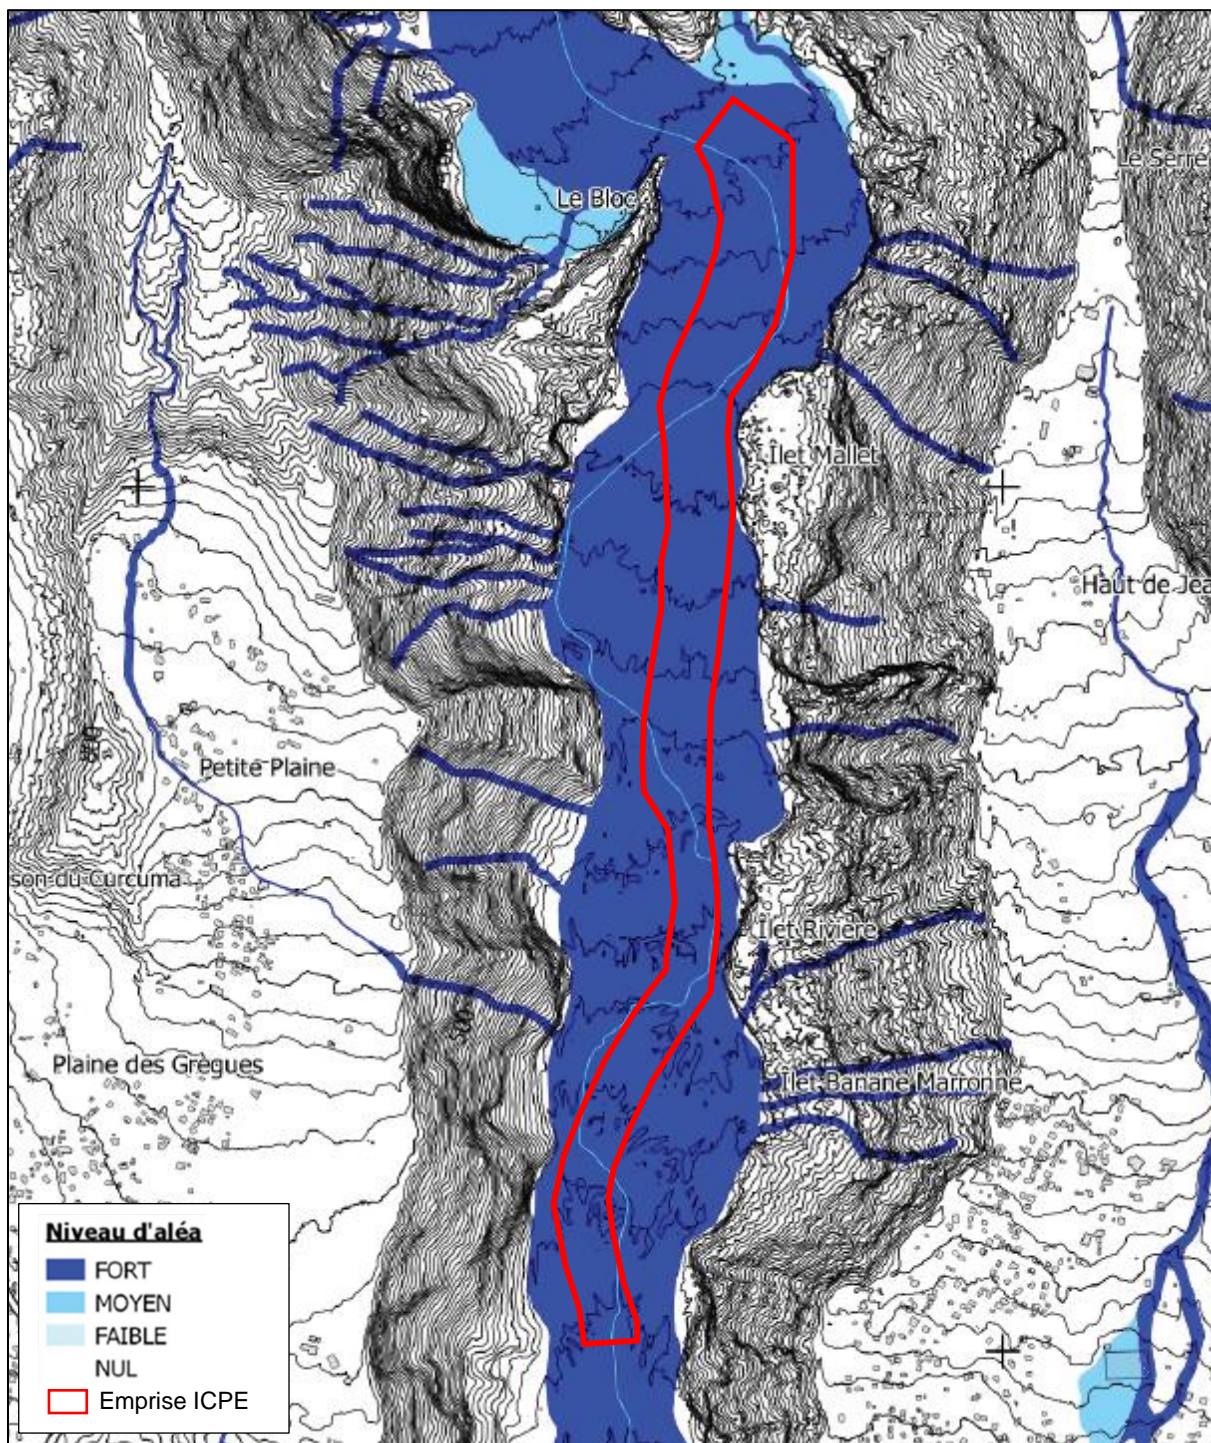 Le Serré
Le Bloc
Îlet Mallet
Haut de Jea
Petite Plaine
son du Curcuma
Îlet Rivière
Plaine des Grègues
Îlet Banane Marronne
Niveau d'aléa
FORT
MOYEN
FAIBLE
NUL
Emprise ICPE